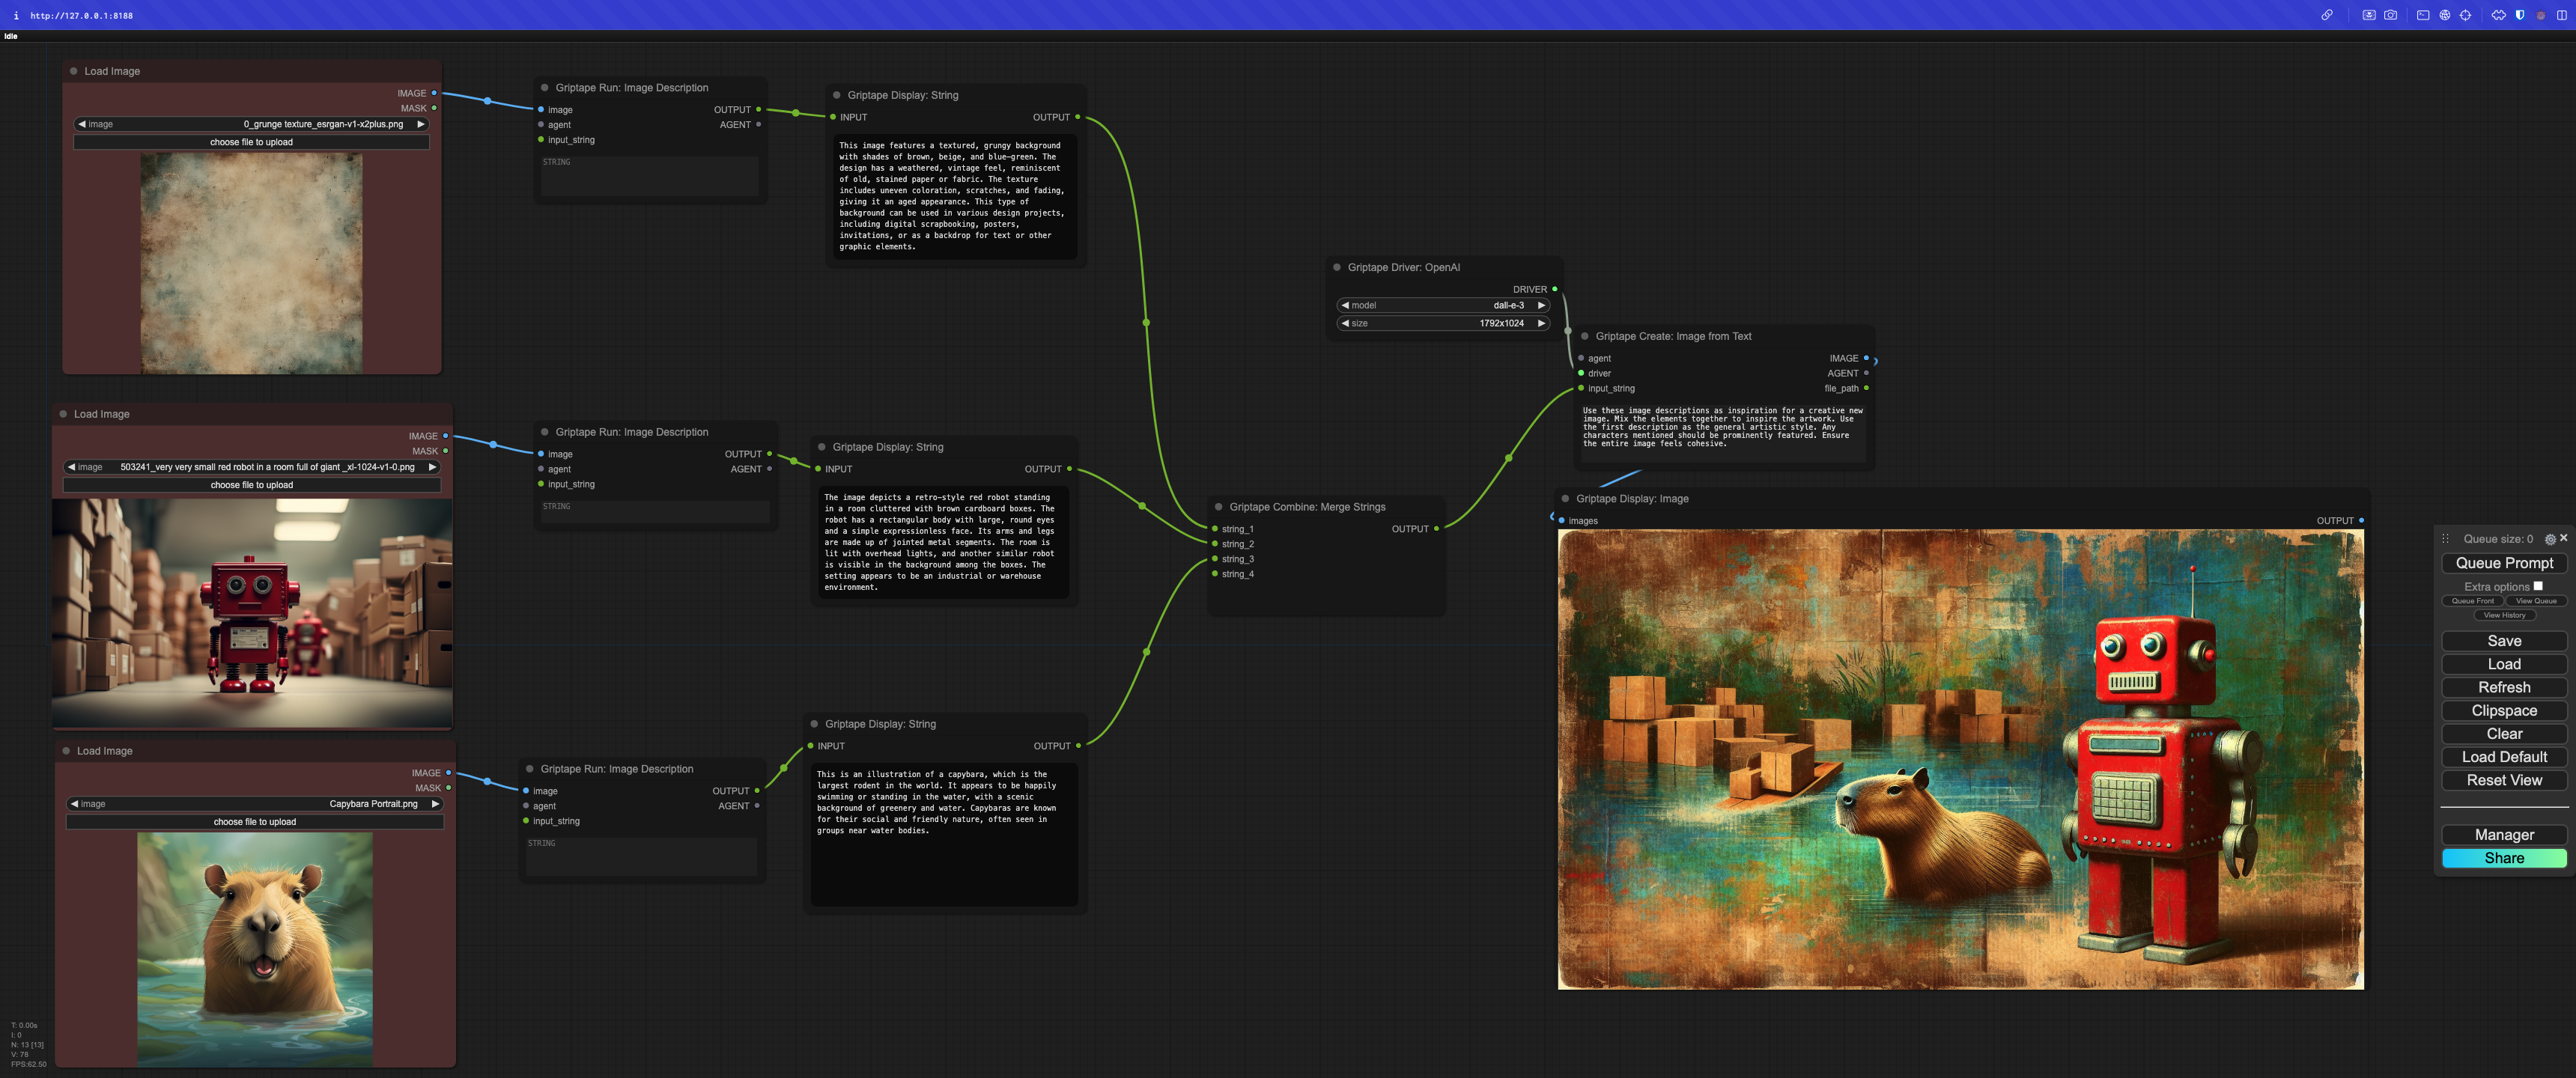 http://127.0.0.1:8188
Idle
Load Image
IMAGE
MASK
image 0_grunge texture_esrgan-v1-x2plus.png
choose file to upload
Griptape Run: Image Description
image OUTPUT
agent AGENT
input_string
STRING
Griptape Display: String
INPUT OUTPUT
This image features a textured, grungy background
with shades of brown, beige, and blue-green. The
design has a weathered, vintage feel, reminiscent
of old, stained paper or fabric. The texture
includes uneven coloration, scratches, and fading,
giving it an aged appearance. This type of
background can be used in various design projects,
including digital scrapbooking, posters,
invitations, or as a backdrop for text or other
graphic elements.
Load Image
IMAGE
MASK
image 503241_very very small red robot in a room full of giant _xl-1024-v1-0.png
choose file to upload
Griptape Run: Image Description
image OUTPUT
agent AGENT
input_string
STRING
Griptape Display: String
INPUT OUTPUT
The image depicts a retro-style red robot standing
in a room cluttered with brown cardboard boxes. The
robot has a rectangular body with large, round eyes
and a simple expressionless face. Its arms and legs
are made up of jointed metal segments. The room is
lit with overhead lights, and another similar robot
is visible in the background among the boxes. The
setting appears to be an industrial or warehouse
environment.
Load Image
IMAGE
MASK
image Capybara Portrait.png
choose file to upload
Griptape Run: Image Description
image OUTPUT
agent AGENT
input_string
STRING
Griptape Display: String
INPUT OUTPUT
This is an illustration of a capybara, which is the
largest rodent in the world. It appears to be happily
swimming or standing in the water, with a scenic
background of greenery and water. Capybaras are known
for their social and friendly nature, often seen in
groups near water bodies.
Griptape Combine: Merge Strings
string_1 OUTPUT
string_2
string_3
string_4
Griptape Driver: OpenAI
DRIVER
model dall-e-3
size 1792x1024
Griptape Create: Image from Text
agent IMAGE
driver AGENT
input_string file_path
Use these image descriptions as inspiration for a creative new
image. Mix the elements together to inspire the artwork. Use
the first description as the general artistic style. Any
characters mentioned should be prominently featured. Ensure
the entire image feels cohesive.
Griptape Display: Image
images OUTPUT
Queue size: 0
Queue Prompt
Extra options
Queue Front View Queue
View History
Save
Load
Refresh
Clipspace
Clear
Load Default
Reset View
Manager
Share
T: 0.00s
I: 0
N: 13 [13]
V: 78
FPS:62.50